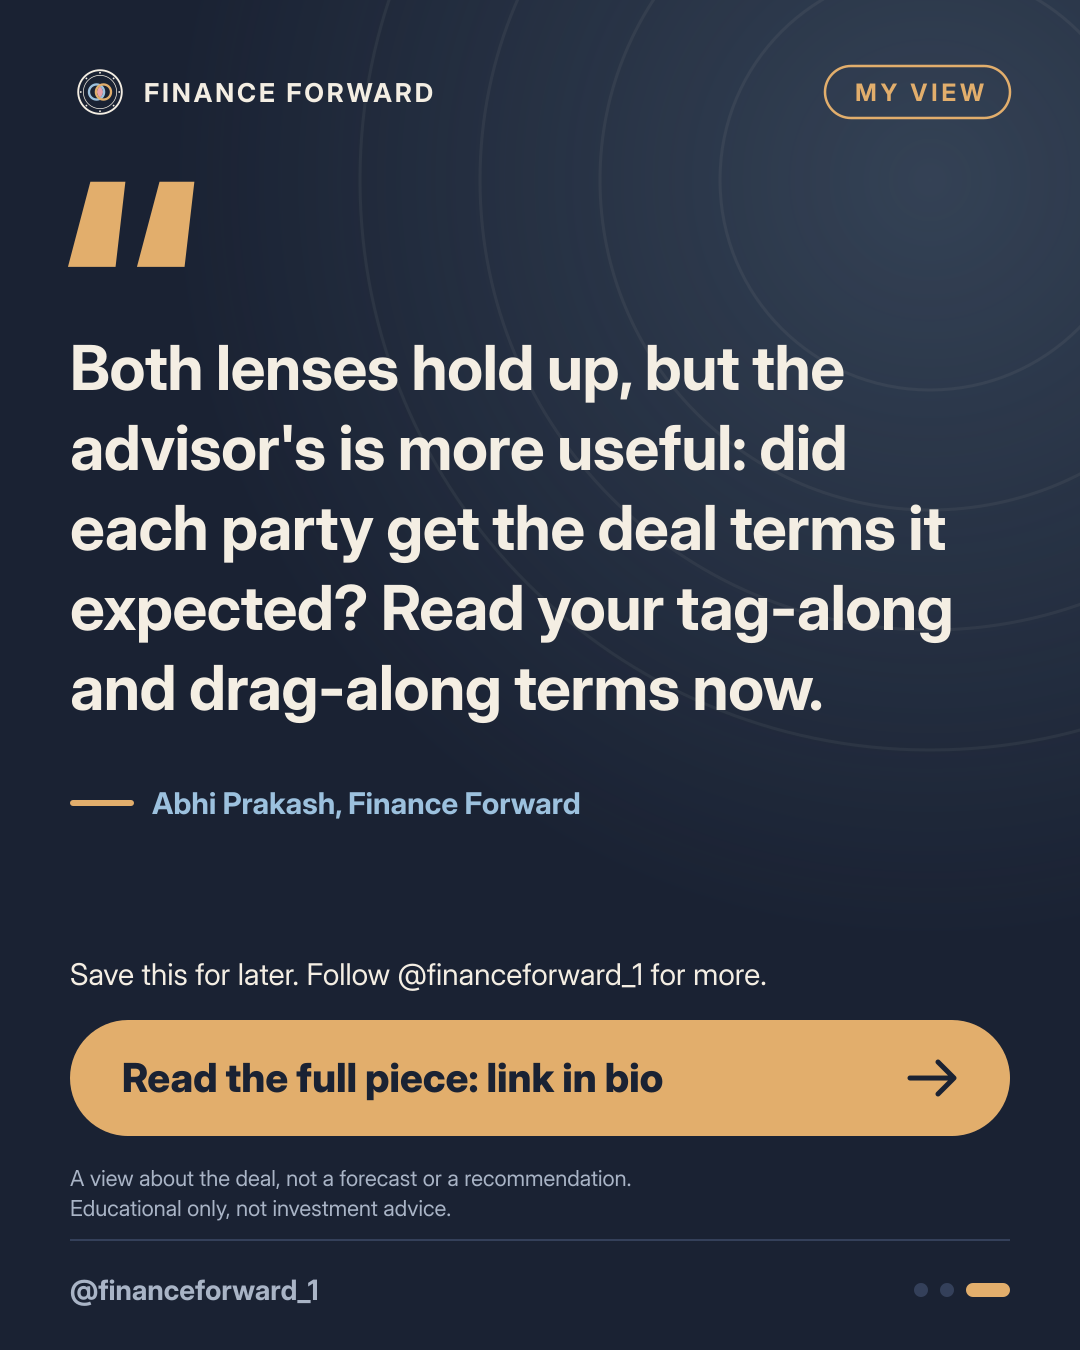 FINANCE FORWARD
MY VIEW
"
Both lenses hold up, but the
advisor's is more useful: did
each party get the deal terms it
expected? Read your tag-along
and drag-along terms now.
Abhi Prakash, Finance Forward
Save this for later. Follow @financeforward_1 for more.
Read the full piece: link in bio
A view about the deal, not a forecast or a recommendation.
Educational only, not investment advice.
@financeforward_1